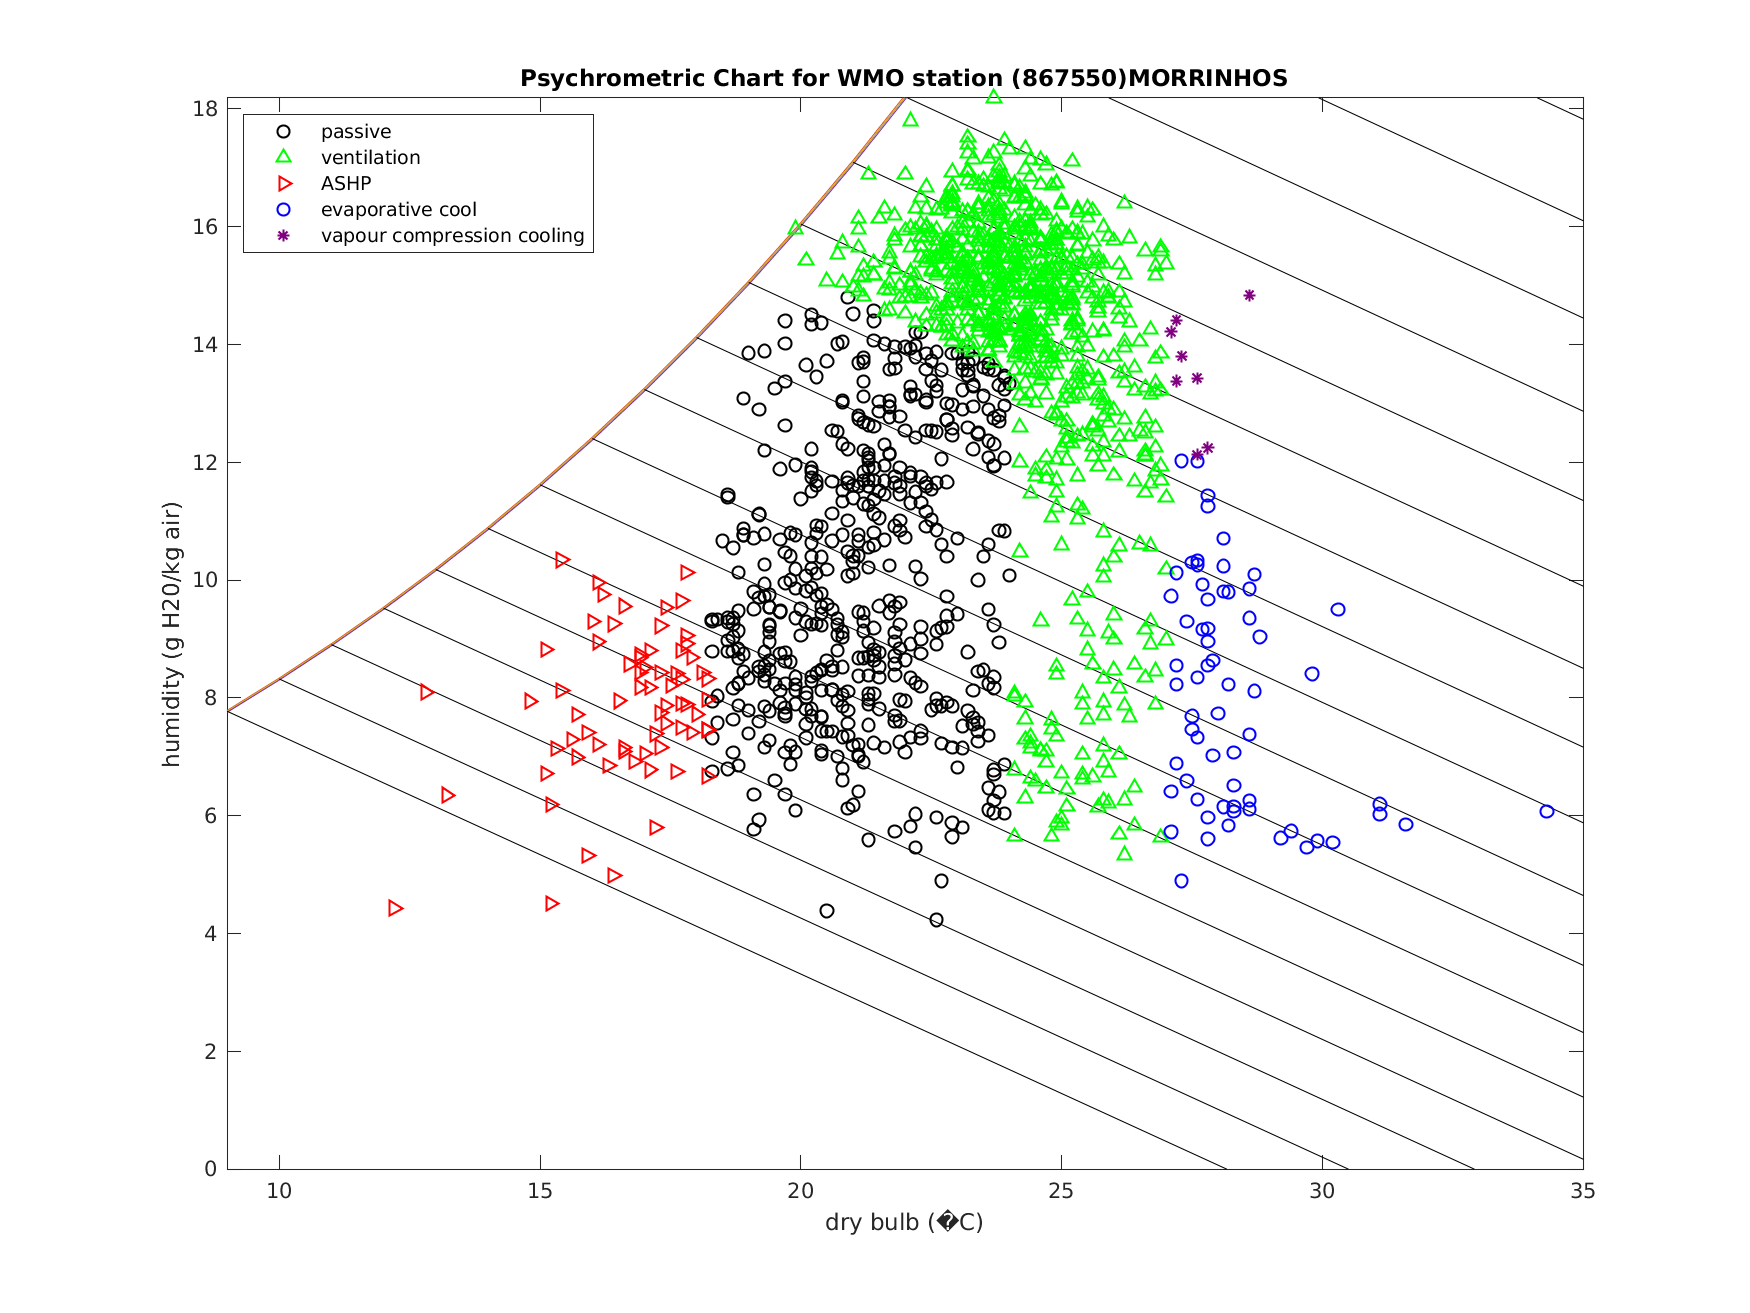 Psychrometric Chart for WMO station (867550)MORRINHOS
passive
ventilation
ASHP
evaporative cool
vapour compression cooling
humidity (g H20/kg air)
18
16
14
12
10
8
6
4
2
0
10 15 20 25 30 35
dry bulb (�C)